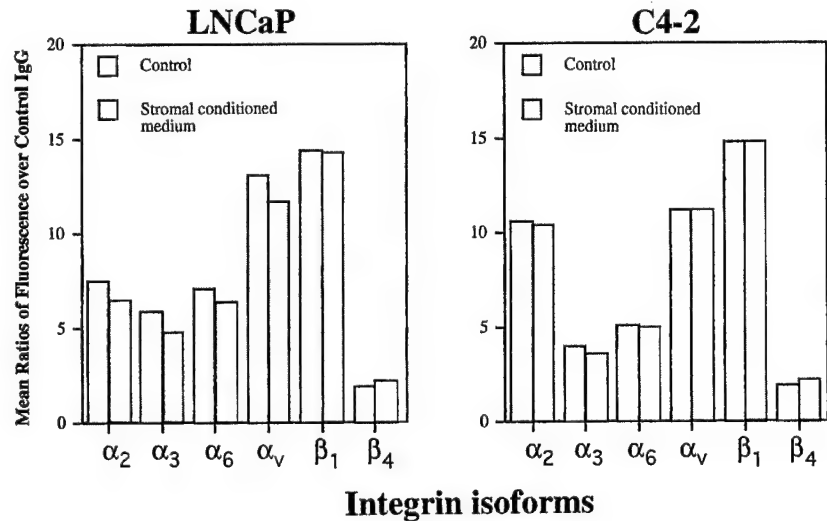 LNCaP
C4-2
Mean Ratios of Fluorescence over Control IgG
20
15
10
5
0
Control
Stromal conditioned
medium
α2
α3
α6
αv
β1
β4
20
15
10
5
0
Control
Stromal conditioned
medium
α2
α3
α6
αv
β1
β4
Integrin isoforms